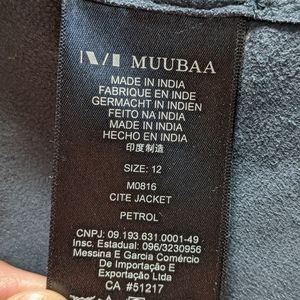 MUUBAA
MADE IN INDIA
FABRIQUE EN INDE
GERMACHT IN INDIEN
FEITO NA ÍNDIA
MADE IN INDIA
HECHO EN INDIA
印度制造
SIZE: 12
M0816
CITE JACKET
PETROL
CNPJ: 09.193.631.0001-49
Insc. Estadual: 096/3230956
Messina E Garcia Comércio
De Importação E
Exportação Ltda
CA #51217